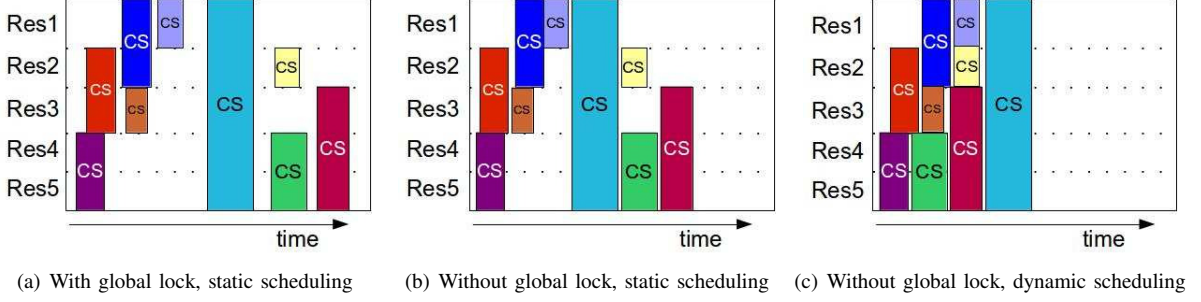 Res1
Res2
Res3
Res4
Res5
CS
CS
CS
CS
CS
CS
CS
CS
CS
time
(a) With global lock, static scheduling
Res1
Res2
Res3
Res4
Res5
CS
CS
CS
CS
CS
CS
CS
CS
CS
time
(b) Without global lock, static scheduling
Res1
Res2
Res3
Res4
Res5
CS
CS
CS
CS
CS
CS
CS
CS
CS
time
(c) Without global lock, dynamic scheduling